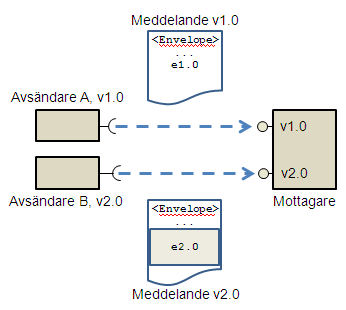 Meddelande v1.0
<Envelope>
...
e1.0
Avsändare A, v1.0
v1.0
v2.0
Avsändare B, v2.0
Mottagare
<Envelope>
...
e2.0
Meddelande v2.0